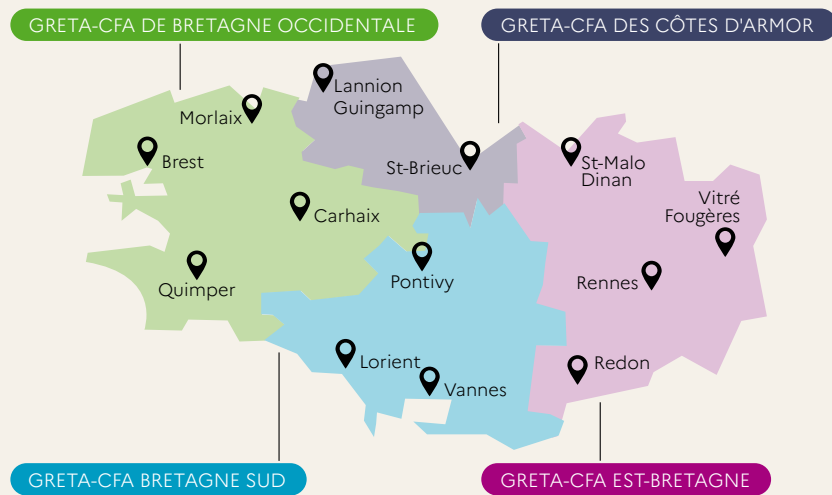 GRETA-CFA DE BRETAGNE OCCIDENTALE
GRETA-CFA DES CÔTES D'ARMOR
Lannion
Guingamp
Morlaix
Brest
St-Brieuc
St-Malo
Dinan
Vitré
Fougères
Carhaix
Quimper
Pontivy
Rennes
Lorient
Vannes
Redon
GRETA-CFA BRETAGNE SUD
GRETA-CFA EST-BRETAGNE